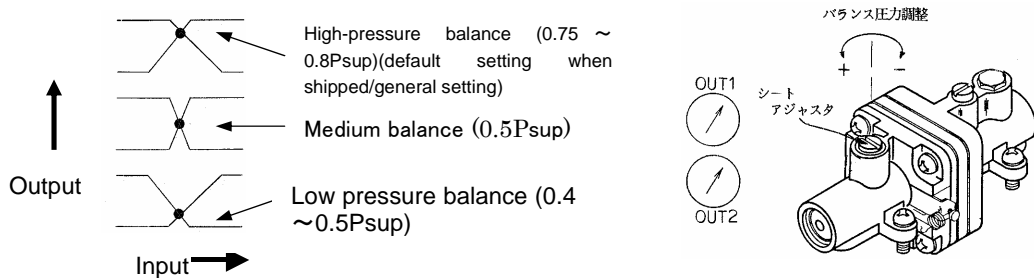 High-pressure balance (0.75 ～
0.8Psup)(default setting when
shipped/general setting)
Medium balance (0.5Psup)
Low pressure balance (0.4
～0.5Psup)
Output
Input
バランス圧力調整
+ -
OUT1
シート
アジャスタ
OUT2